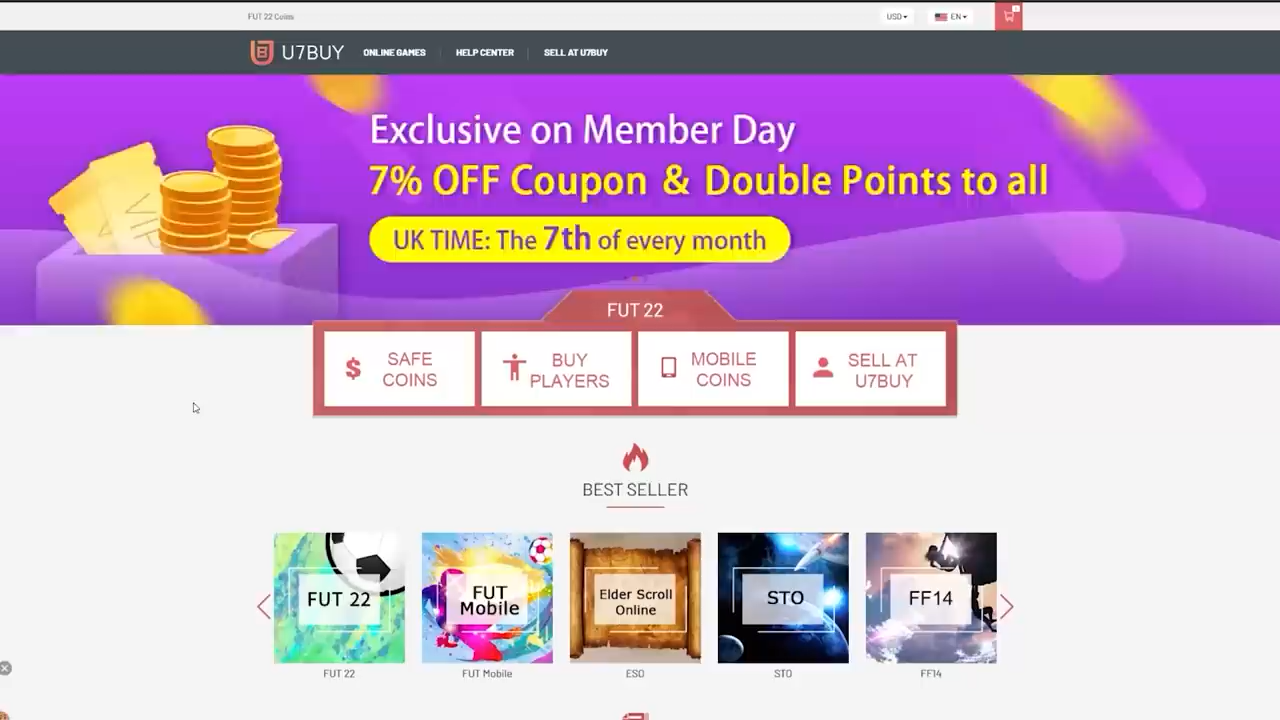 FUT 22 Coins
USD
EN
U7BUY
ONLINE GAMES
HELP CENTER
SELL AT U7BUY
Exclusive on Member Day
7% OFF Coupon & Double Points to all
UK TIME: The 7th of every month
FUT 22
$ SAFE
COINS
BUY
PLAYERS
MOBILE
COINS
SELL AT
U7BUY
BEST SELLER
FUT 22
FUT
Mobile
Elder Scroll
Online
STO
FF14
FUT 22
FUT Mobile
ESO
STO
FF14